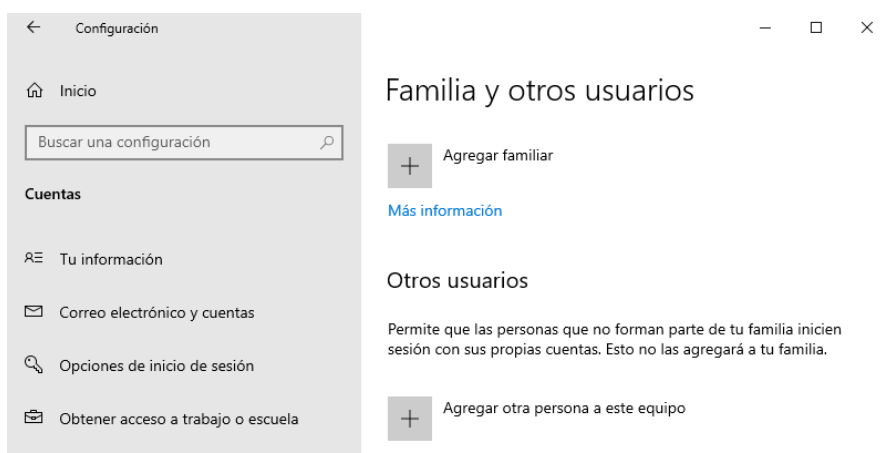 Configuración
Inicio
Buscar una configuración
Cuentas
Tu información
Correo electrónico y cuentas
Opciones de inicio de sesión
Obtener acceso a trabajo o escuela
Familia y otros usuarios
Agregar familiar
Más información
Otros usuarios
Permite que las personas que no forman parte de tu familia inicien
sesión con sus propias cuentas. Esto no las agregará a tu familia.
Agregar otra persona a este equipo